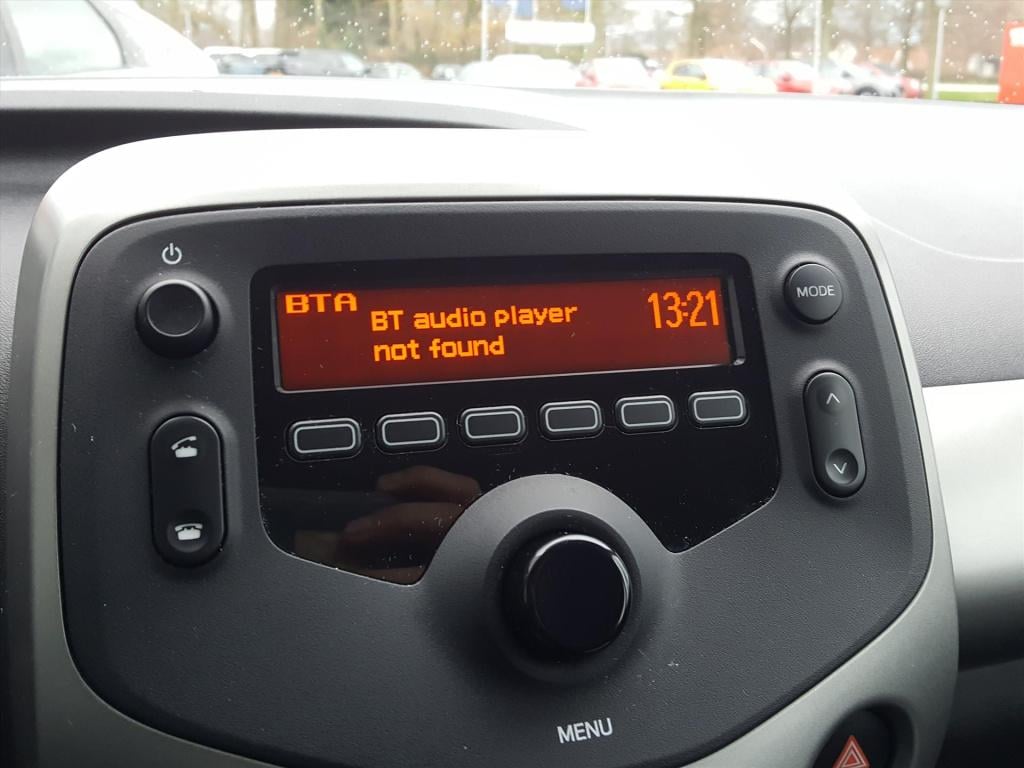 BTA
BT audio player
not found
13:21
MODE
MENU